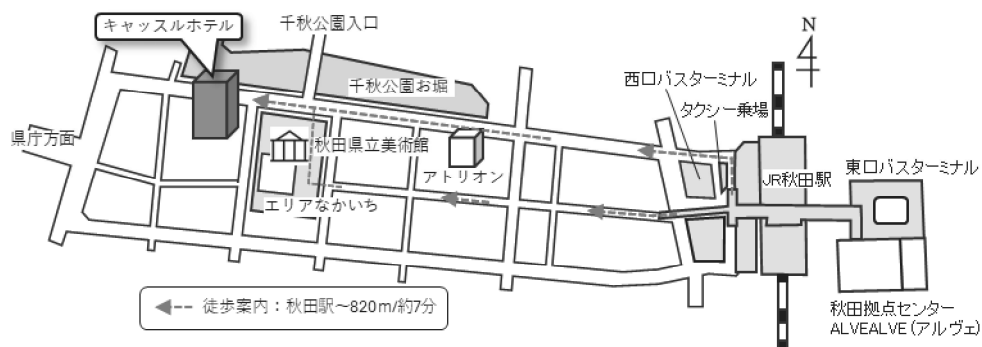 キャッスルホテル
千秋公園入口
N
千秋公園お堀
西口バスターミナル
タクシー乗場
県庁方面
秋田県立美術館
アトリオン
JR秋田駅
東口バスターミナル
エリアなかいち
徒歩案内：秋田駅～820m/約7分
秋田拠点センター
ALVEALVE（アルヴェ）